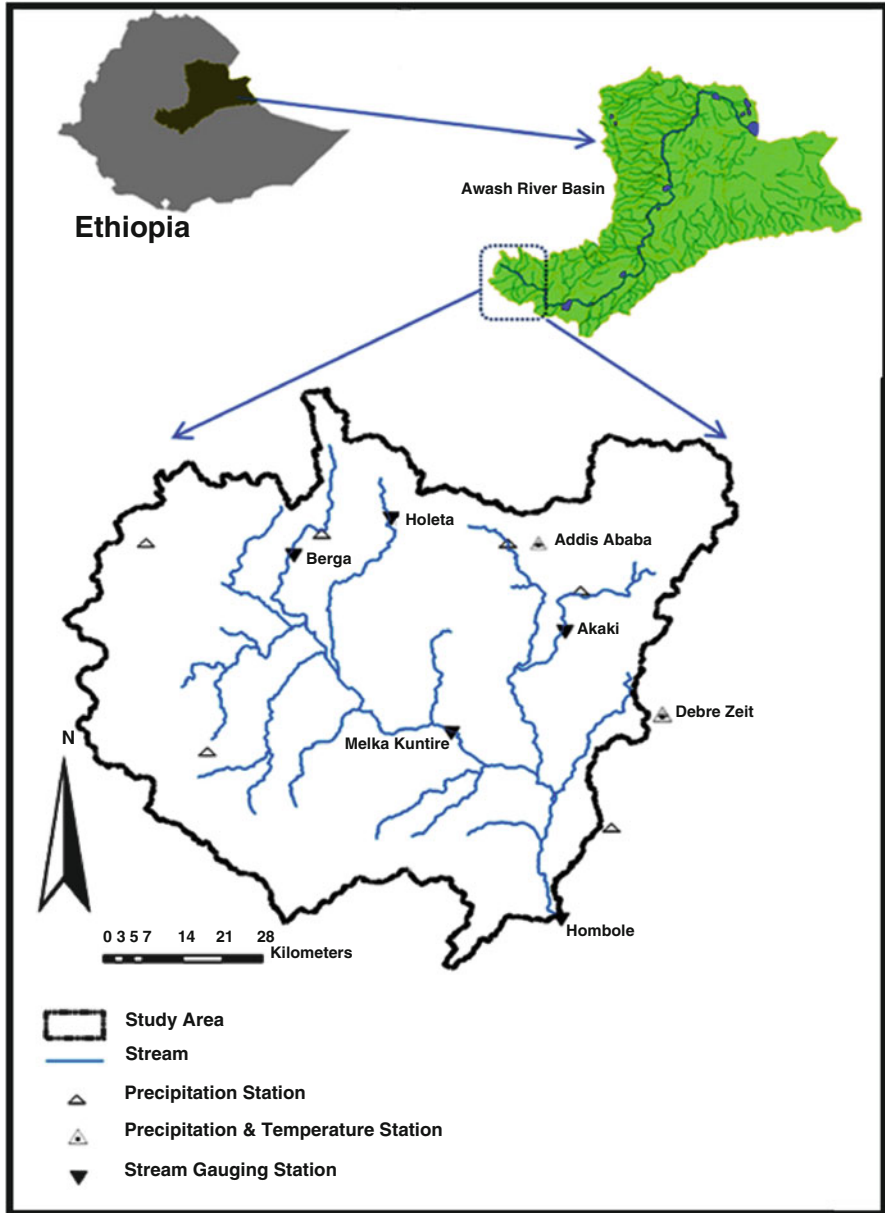 Ethiopia
Awash River Basin
Holeta
Berga
Addis Ababa
Akaki
Debre Zeit
Melka Kuntire
N
Hombole
0 3 5 7 14 21 28
Kilometers
Study Area
Stream
Precipitation Station
Precipitation & Temperature Station
Stream Gauging Station